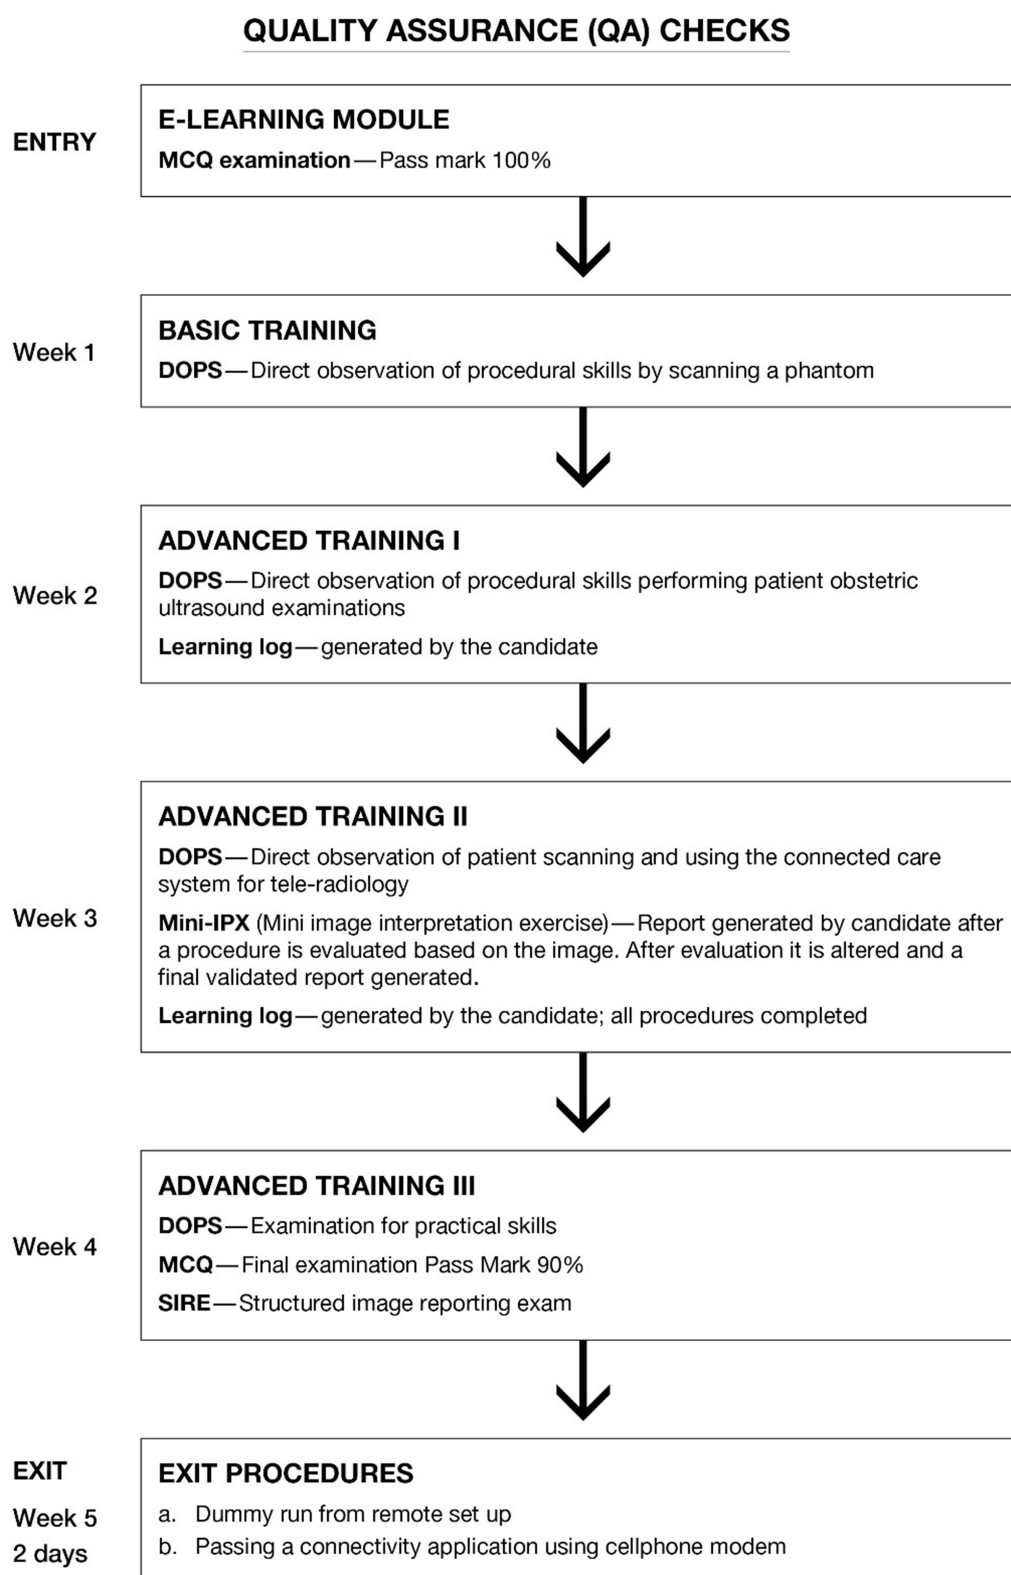 QUALITY ASSURANCE (QA) CHECKS
ENTRY
E-LEARNING MODULE
MCQ examination—Pass mark 100%
Week 1
BASIC TRAINING
DOPS—Direct observation of procedural skills by scanning a phantom
Week 2
ADVANCED TRAINING I
DOPS—Direct observation of procedural skills performing patient obstetric
ultrasound examinations
Learning log—generated by the candidate
Week 3
ADVANCED TRAINING II
DOPS—Direct observation of patient scanning and using the connected care
system for tele-radiology
Mini-IPX (Mini image interpretation exercise)—Report generated by candidate after
a procedure is evaluated based on the image. After evaluation it is altered and a
final validated report generated.
Learning log—generated by the candidate; all procedures completed
Week 4
ADVANCED TRAINING III
DOPS—Examination for practical skills
MCQ—Final examination Pass Mark 90%
SIRE—Structured image reporting exam
EXIT
Week 5
2 days
EXIT PROCEDURES
a. Dummy run from remote set up
b. Passing a connectivity application using cellphone modem